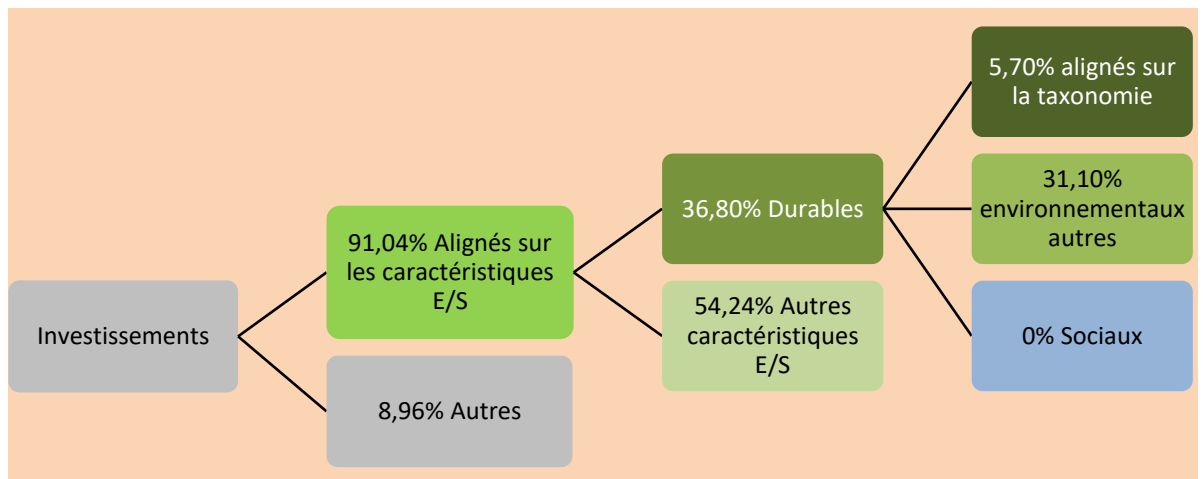 Investissements
91,04% Alignés sur
les caractéristiques
E/S
8,96% Autres
36,80% Durables
54,24% Autres
caractéristiques
E/S
5,70% alignés sur
la taxonomie
31,10%
environnementaux
autres
0% Sociaux